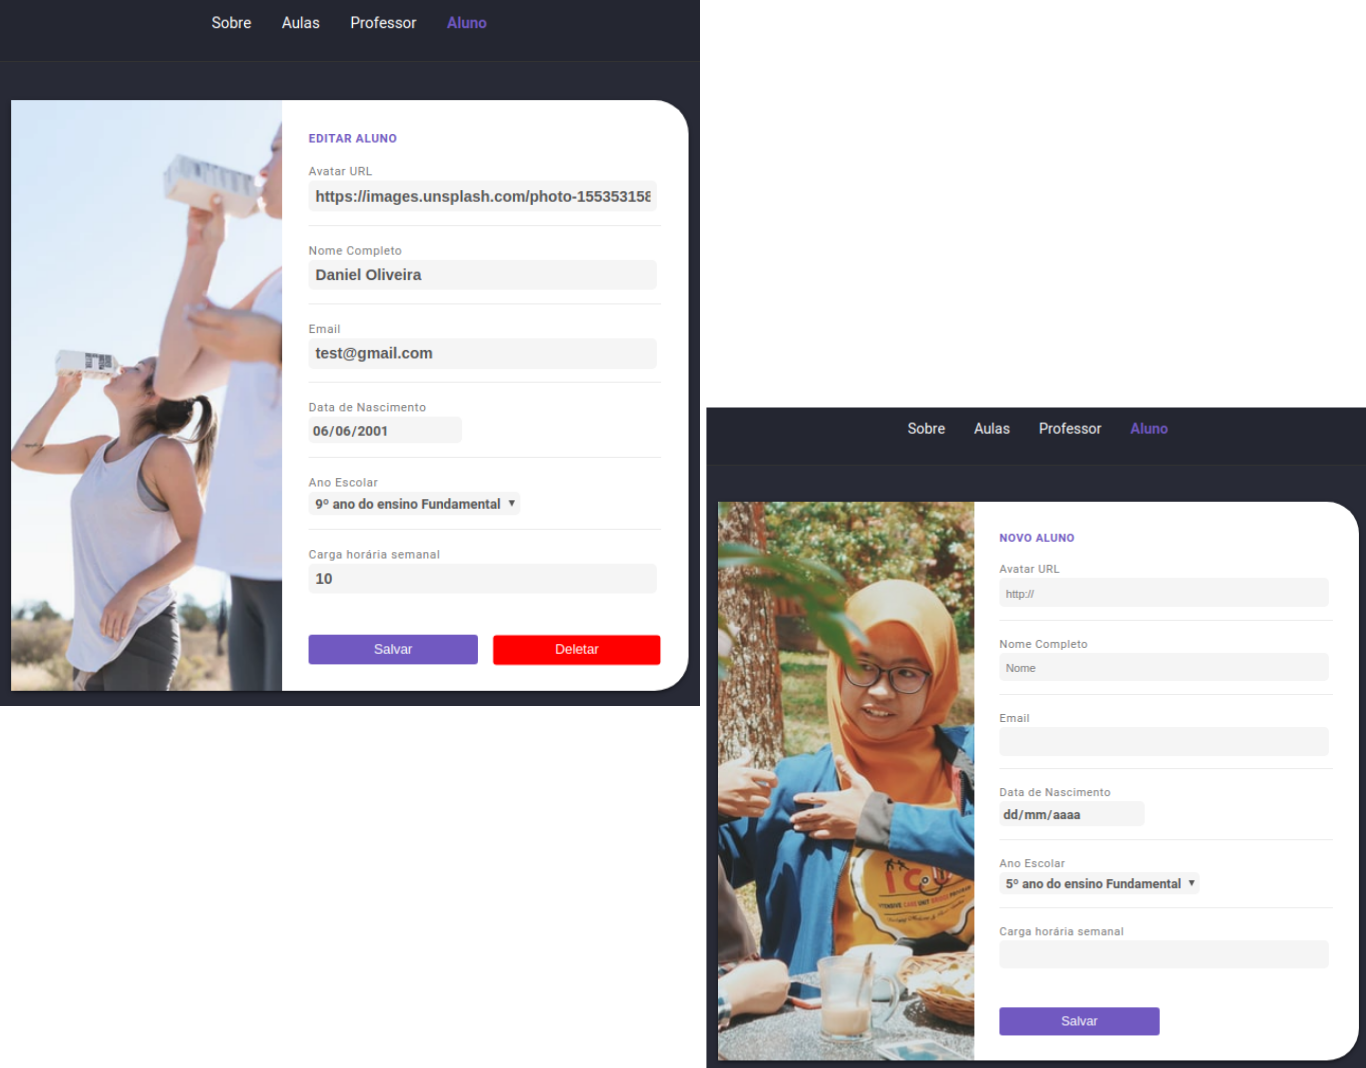 Sobre Aulas Professor Aluno
EDITAR ALUNO
Avatar URL
https://images.unsplash.com/photo-155353158
Nome Completo
Daniel Oliveira
Email
test@gmail.com
Data de Nascimento
06/06/2001
Ano Escolar
9º ano do ensino Fundamental
Carga horária semanal
10
Salvar Deletar
Sobre Aulas Professor Aluno
NOVO ALUNO
Avatar URL
http://
Nome Completo
Nome
Email
Data de Nascimento
dd/mm/aaaa
Ano Escolar
5º ano do ensino Fundamental
Carga horária semanal
Salvar
ICU